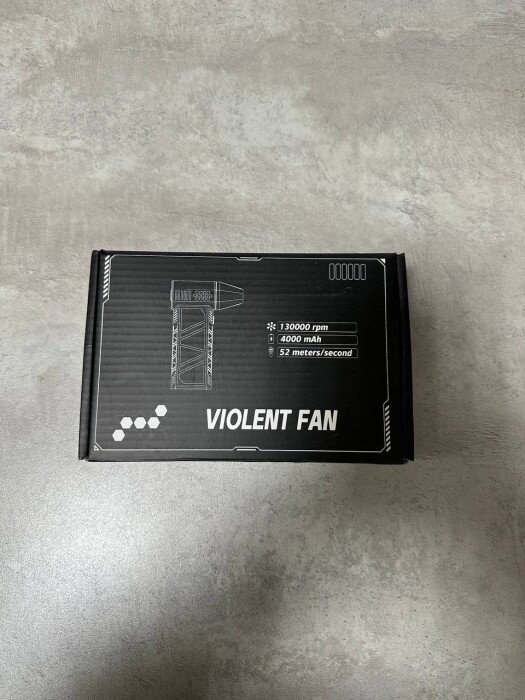 130000 rpm
4000 mAh
52 meters/second
VIOLENT FAN